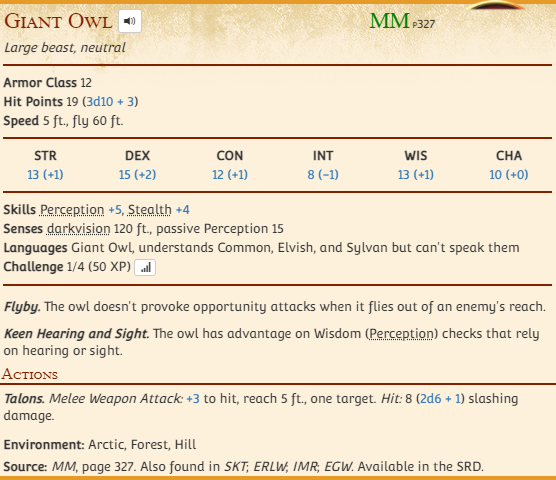 Giant Owl MM P327
Large beast, neutral
Armor Class 12
Hit Points 19 (3d10 + 3)
Speed 5 ft., fly 60 ft.
STR DEX CON INT WIS CHA
13 (+1) 15 (+2) 12 (+1) 8 (−1) 13 (+1) 10 (+0)
Skills Perception +5, Stealth +4
Senses darkvision 120 ft., passive Perception 15
Languages Giant Owl, understands Common, Elvish, and Sylvan but can't speak them
Challenge 1/4 (50 XP)
Flyby. The owl doesn't provoke opportunity attacks when it flies out of an enemy's reach.
Keen Hearing and Sight. The owl has advantage on Wisdom (Perception) checks that rely
on hearing or sight.
Actions
Talons. Melee Weapon Attack: +3 to hit, reach 5 ft., one target. Hit: 8 (2d6 + 1) slashing
damage.
Environment: Arctic, Forest, Hill
Source: MM, page 327. Also found in SKT; ERLW; IMR; EGW. Available in the SRD.